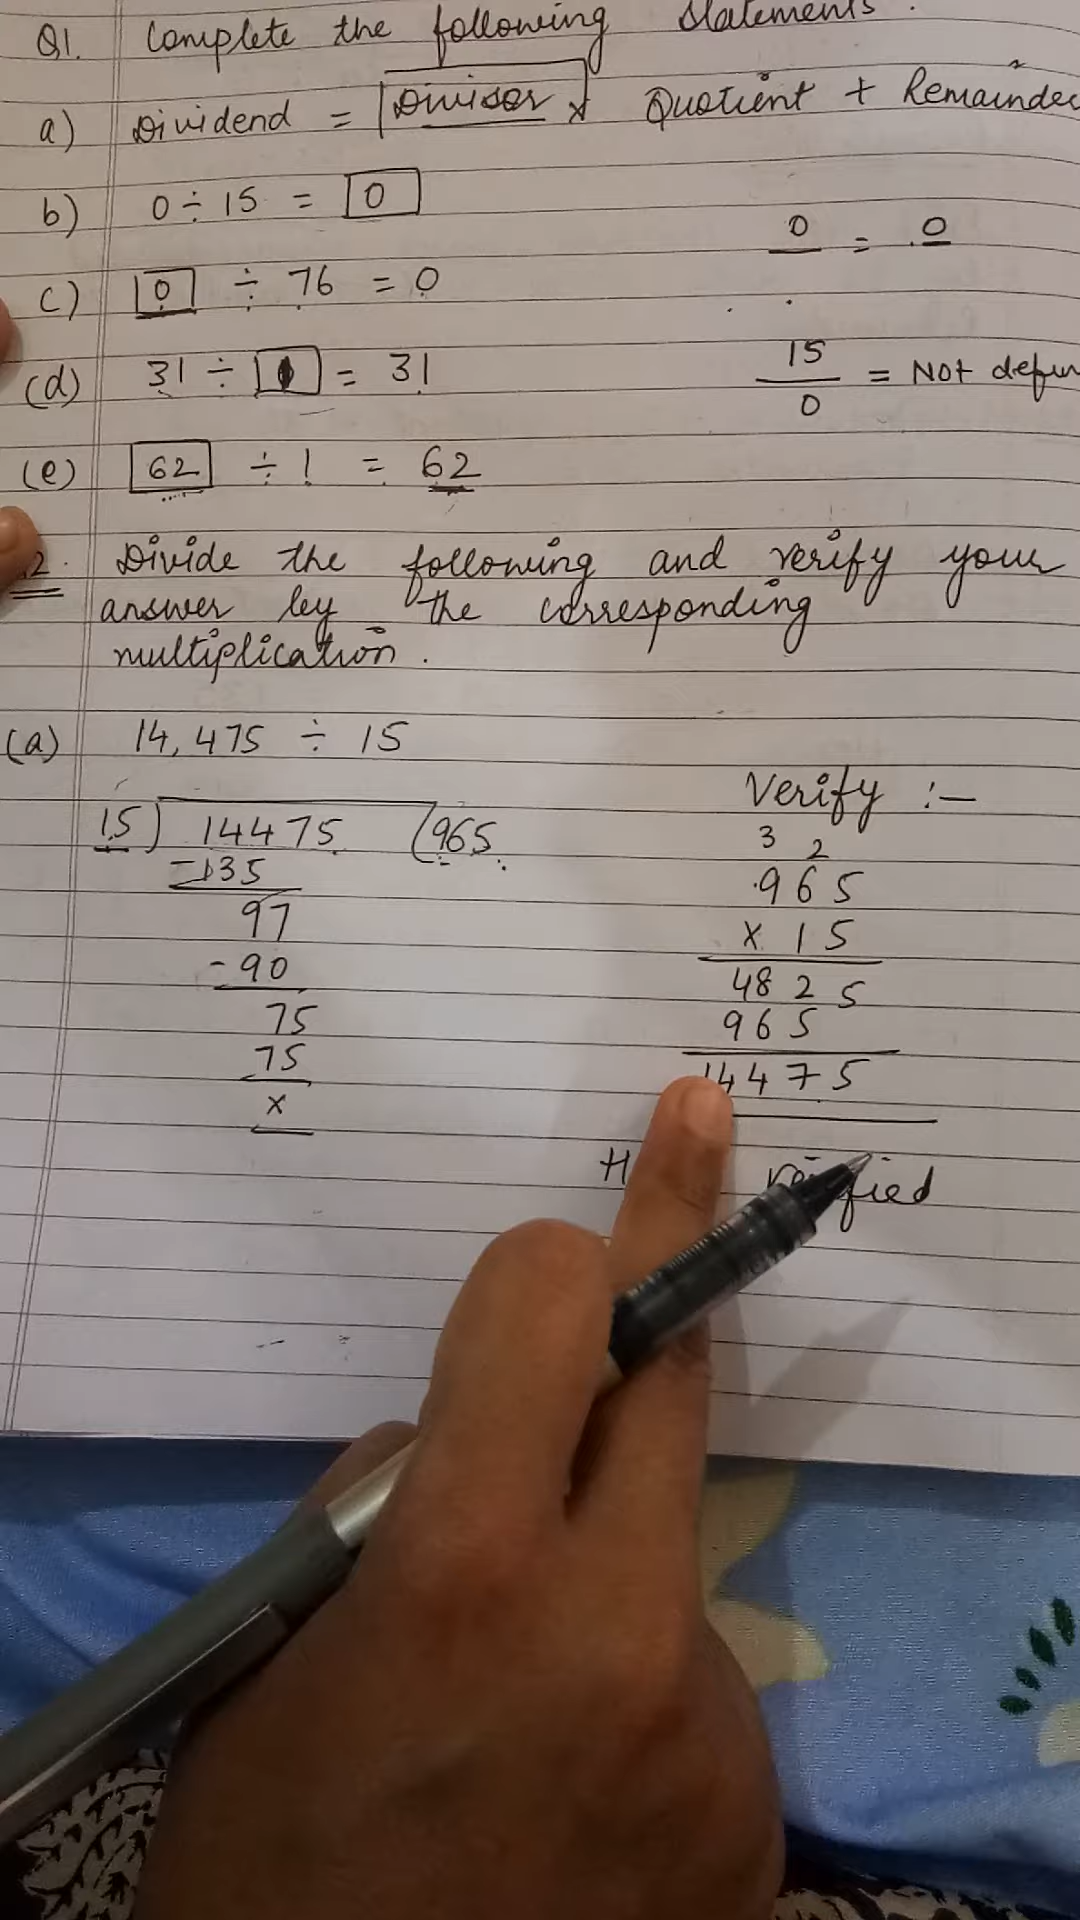 Q1. Complete the following statements.
a) Dividend = Divisor x Quotient + Remainder
b) 0 ÷ 15 = 0
0 = 0
c) 0 ÷ 76 = 0
(d) 31 ÷ 1 = 31
15
0 = Not
(e) 62 ÷ 1 = 62
2. Divide the following and verify your
answer by the corresponding
multiplication.
(a) 14,475 ÷ 15
15) 14475 (965
-135
97
-90
75
75
x
Verify :-
3 2
965
x 15
4825
965
14475
verified